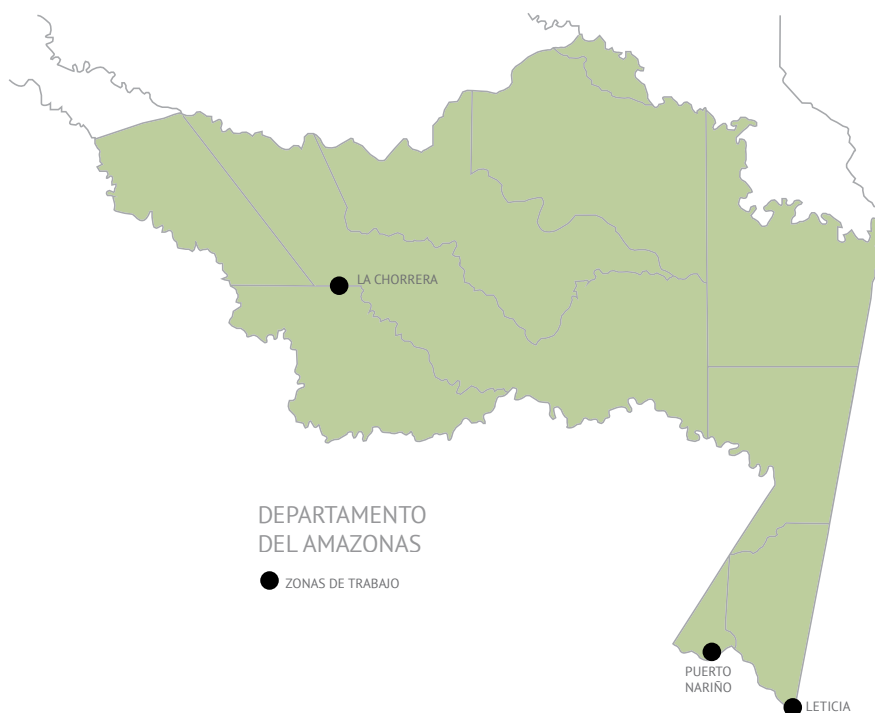 LA CHORRERA
DEPARTAMENTO
DEL AMAZONAS
ZONAS DE TRABAJO
PUERTO
NARIÑO
LETICIA